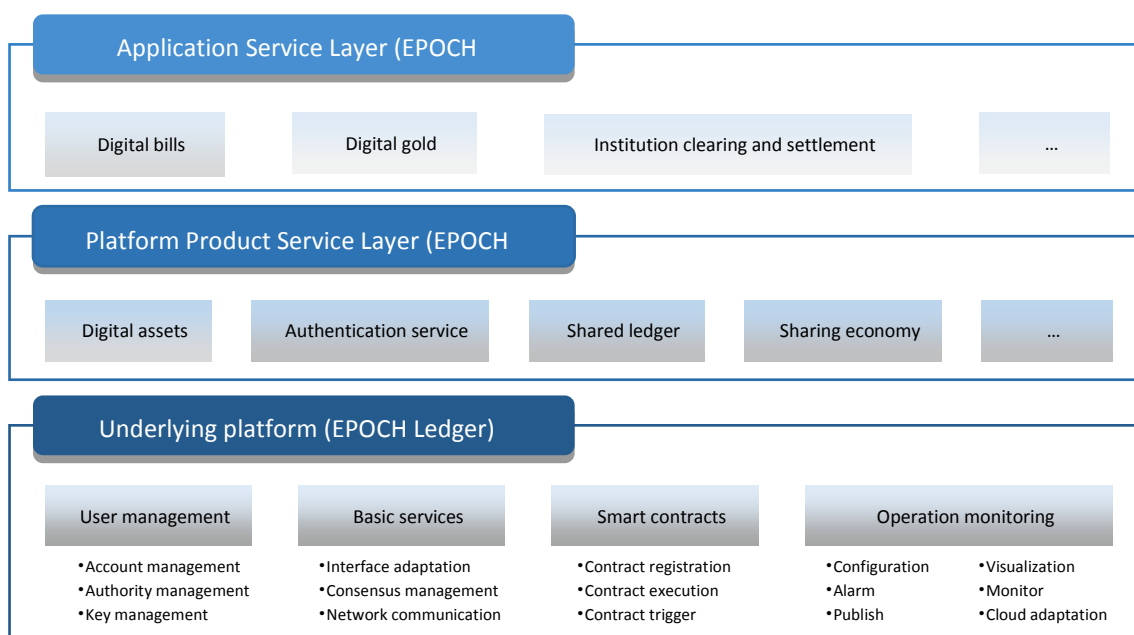 Application Service Layer (EPOCH
Digital bills
Digital gold
Institution clearing and settlement
...
Platform Product Service Layer (EPOCH
Digital assets
Authentication service
Shared ledger
Sharing economy
...
Underlying platform (EPOCH Ledger)
User management
Basic services
Smart contracts
Operation monitoring
•Account management
•Authority management
•Key management
•Interface adaptation
•Consensus management
•Network communication
•Contract registration
•Contract execution
•Contract trigger
•Configuration
•Alarm
•Publish
•Visualization
•Monitor
•Cloud adaptation